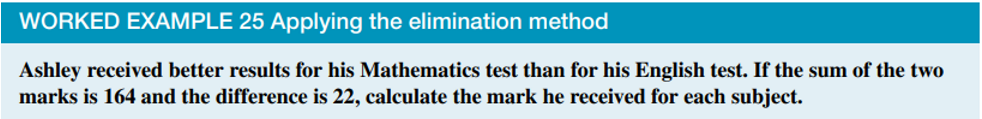 WORKED EXAMPLE 25 Applying the elimination method
Ashley received better results for his Mathematics test than for his English test. If the sum of the two
marks is 164 and the difference is 22, calculate the mark he received for each subject.